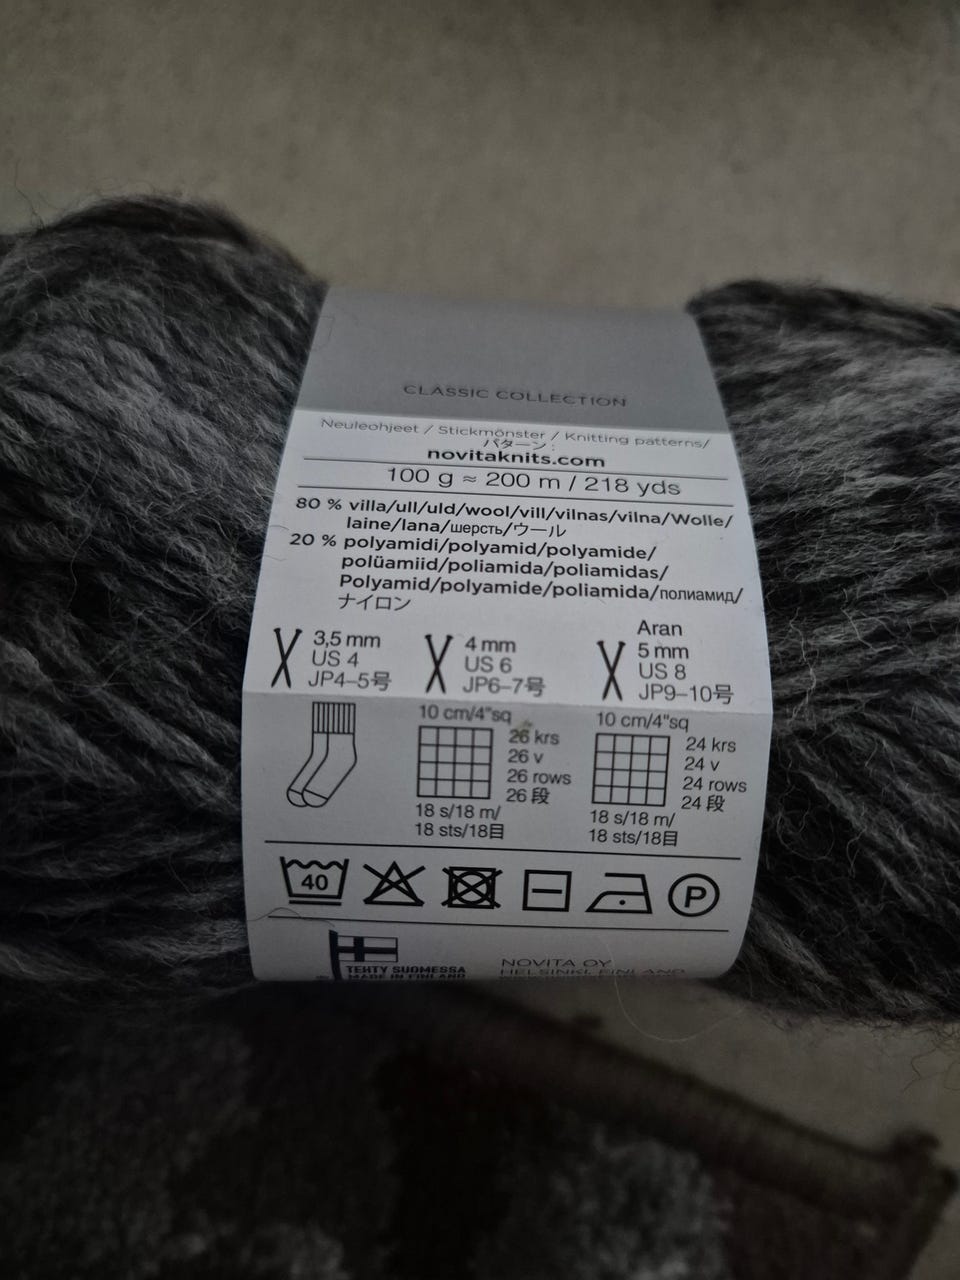 CLASSIC COLLECTION
Neuleohjeet / Stickmönster / Knitting patterns/
パターン:
novitaknits.com
100 g ≈ 200 m / 218 yds
80 % villa/ull/uld/wool/vill/vilnas/vilna/Wolle/
laine/lana/шерсть/ウール
20 % polyamidi/polyamid/polyamide/
polüamiid/poliamida/poliamidas/
Polyamid/polyamide/poliamida/полиамид/
ナイロン
3,5 mm
US 4
JP4-5号
4 mm
US 6
JP6-7号
Aran
5 mm
US 8
JP9-10号
10 cm/4"sq
26 krs
26 v
26 rows
26 段
18 s/18 m/
18 sts/18目
10 cm/4"sq
24 krs
24 v
24 rows
24 段
18 s/18 m/
18 sts/18目
40
P
TEHTY SUOMESSA
MADE IN FINLAND
NOVITA OY
HELSINKI, FINLAND